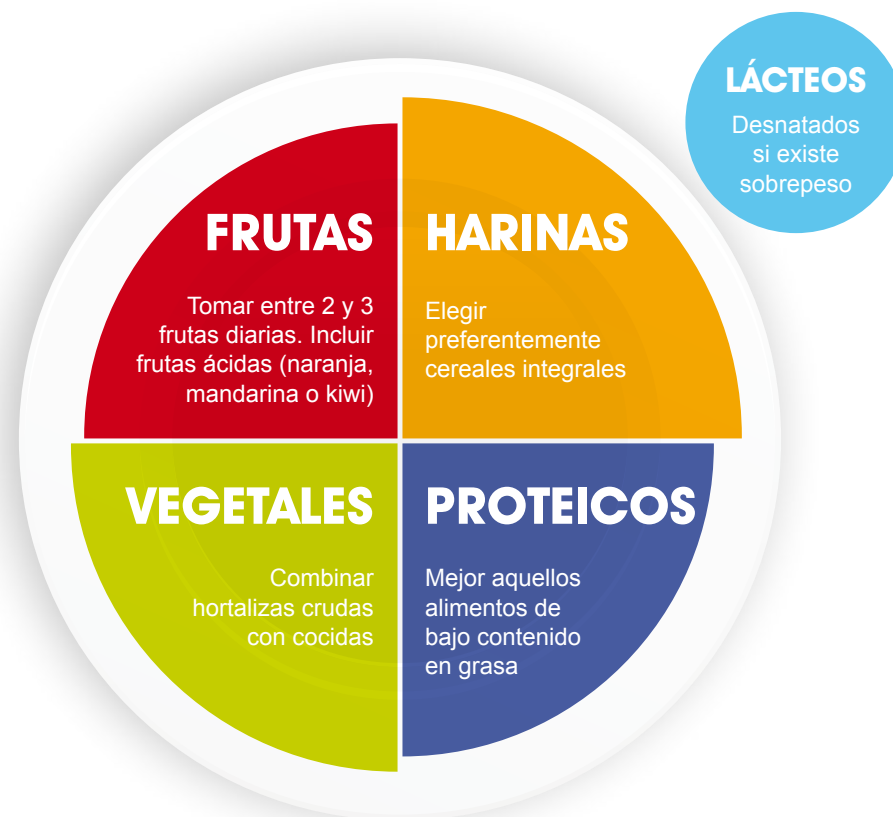 LÁCTEOS
Desnatados
si existe
sobrepeso
FRUTAS
Tomar entre 2 y 3
frutas diarias. Incluir
frutas ácidas (naranja,
mandarina o kiwi)
HARINAS
Elegir
preferentemente
cereales integrales
VEGETALES
Combinar
hortalizas crudas
con cocidas
PROTEICOS
Mejor aquellos
alimentos de
bajo contenido
en grasa